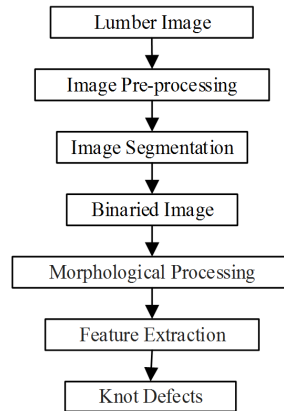 Lumber Image
Image Pre-processing
Image Segmentation
Binaried Image
Morphological Processing
Feature Extraction
Knot Defects